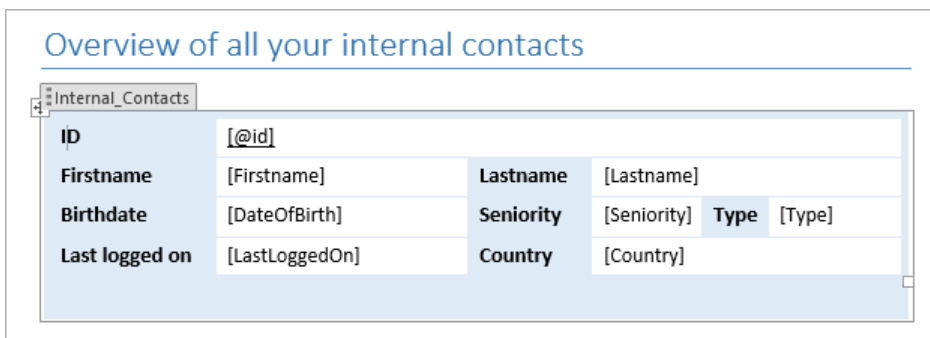 Overview of all your internal contacts
Internal_Contacts
ID [@id]
Firstname [Firstname] Lastname [Lastname]
Birthdate [DateOfBirth] Seniority [Seniority] Type [Type]
Last logged on [LastLoggedOn] Country [Country]